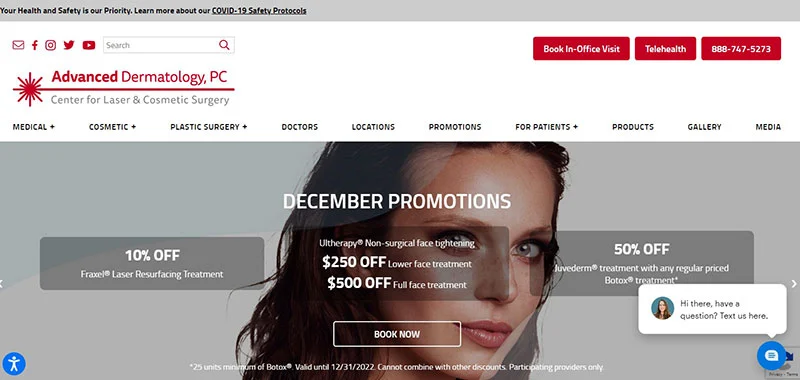 Your Health and Safety is our Priority. Learn more about our COVID-19 Safety Protocols
Search
Book In-Office Visit
Telehealth
888-747-5273
Advanced Dermatology, PC
Center for Laser & Cosmetic Surgery
MEDICAL + COSMETIC + PLASTIC SURGERY + DOCTORS LOCATIONS PROMOTIONS FOR PATIENTS + PRODUCTS GALLERY MEDIA
DECEMBER PROMOTIONS
10% OFF
Fraxel® Laser Resurfacing Treatment
Ultherapy® Non-surgical face tightening
$250 OFF Lower face treatment
$500 OFF Full face treatment
50% OFF
Juvederm® treatment with any regular priced
Botox® treatment*
Hi there, have a
question? Text us here.
BOOK NOW
*25 units minimum of Botox®. Valid until 12/31/2022. Cannot combine with other discounts. Participating providers only.
Privacy - Terms